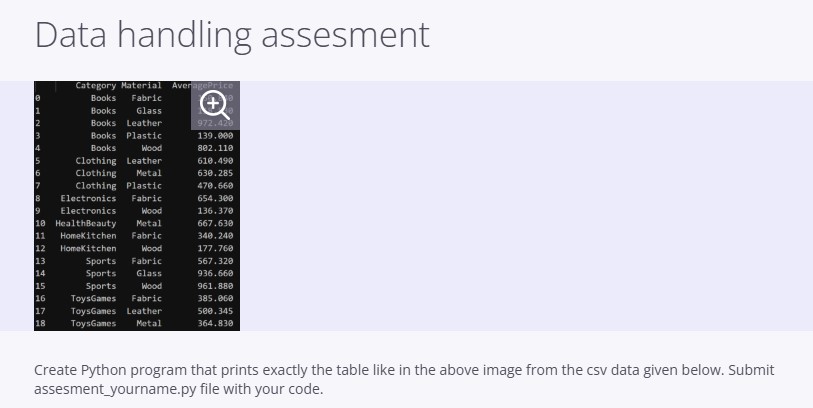 Data handling assesment
Category Material AveragePrice
0 Books Fabric
1 Books Glass
2 Books Leather 972.420
3 Books Plastic 139.000
4 Books Wood 802.110
5 Clothing Leather 610.490
6 Clothing Metal 630.285
7 Clothing Plastic 470.660
8 Electronics Fabric 654.300
9 Electronics Wood 136.370
10 HealthBeauty Metal 667.630
11 HomeKitchen Fabric 340.240
12 HomeKitchen Wood 177.760
13 Sports Fabric 567.320
14 Sports Glass 936.660
15 Sports Wood 961.880
16 ToysGames Fabric 385.060
17 ToysGames Leather 500.345
18 ToysGames Metal 364.830
Create Python program that prints exactly the table like in the above image from the csv data given below. Submit
assesment_yourname.py file with your code.